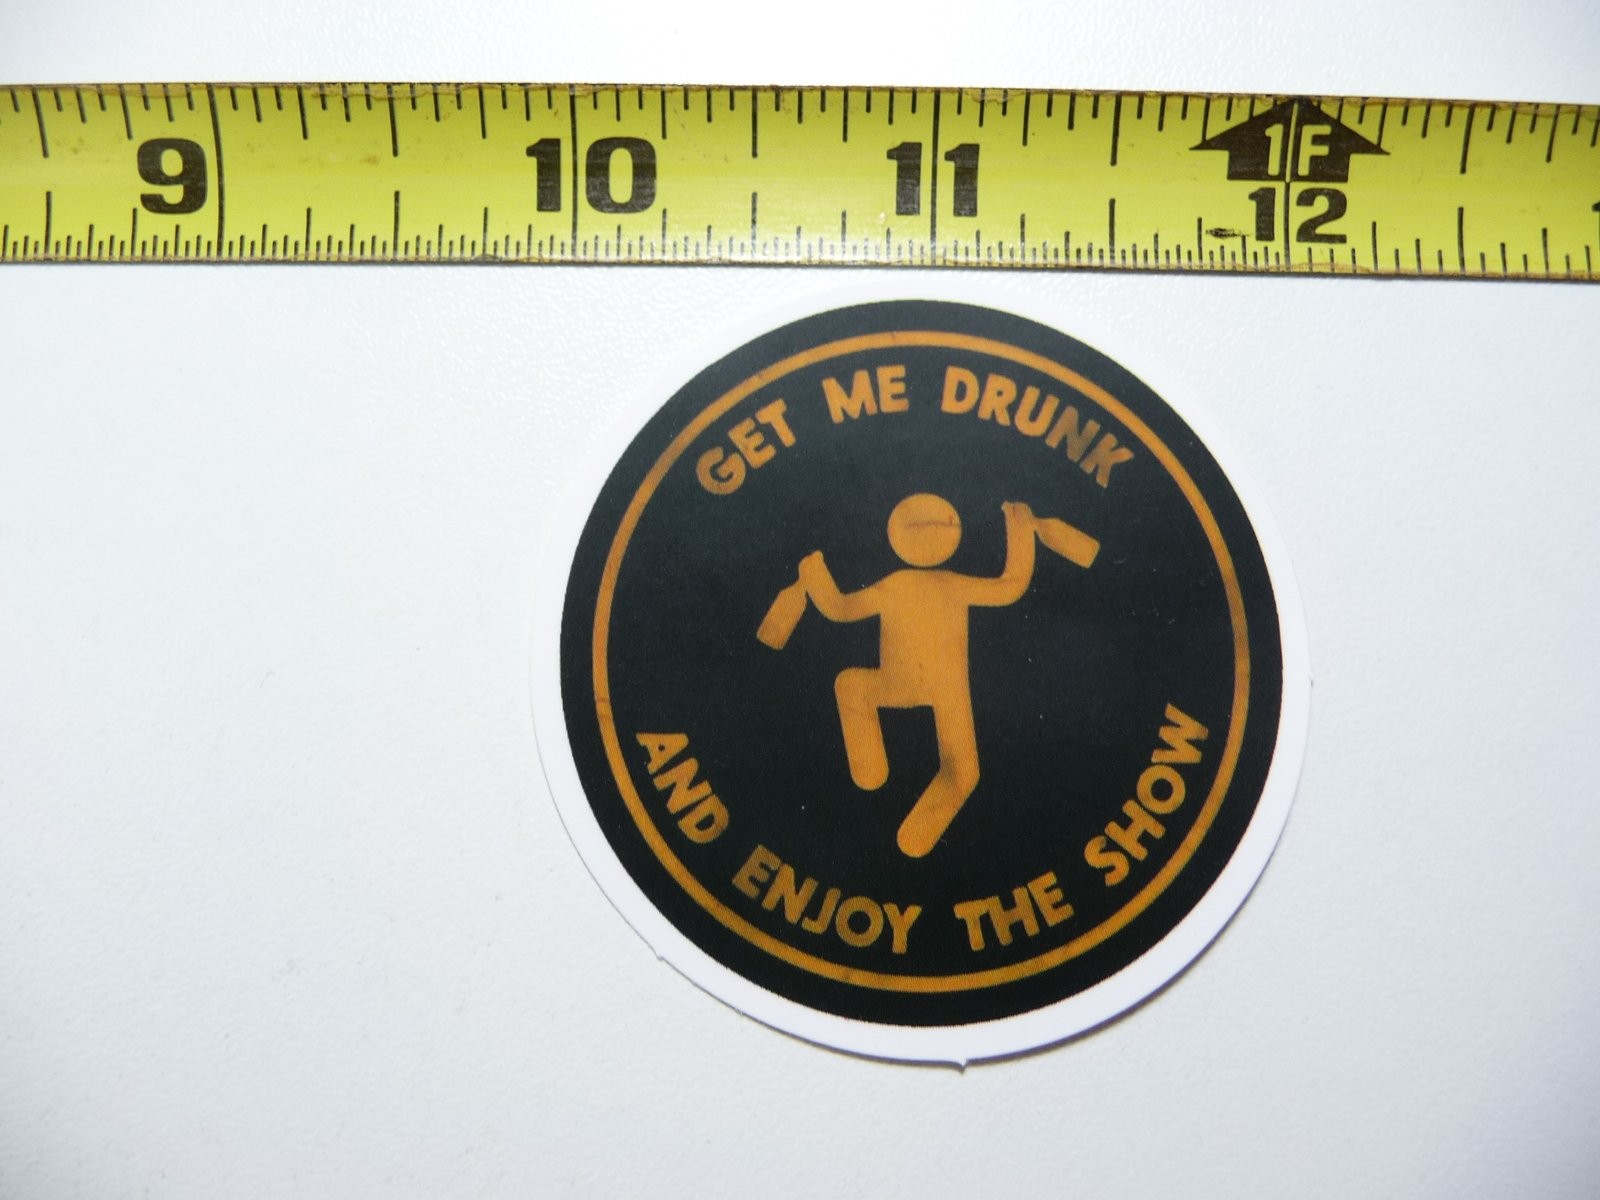 9 10 11 1F
12
GET ME DRUNK
AND ENJOY THE SHOW